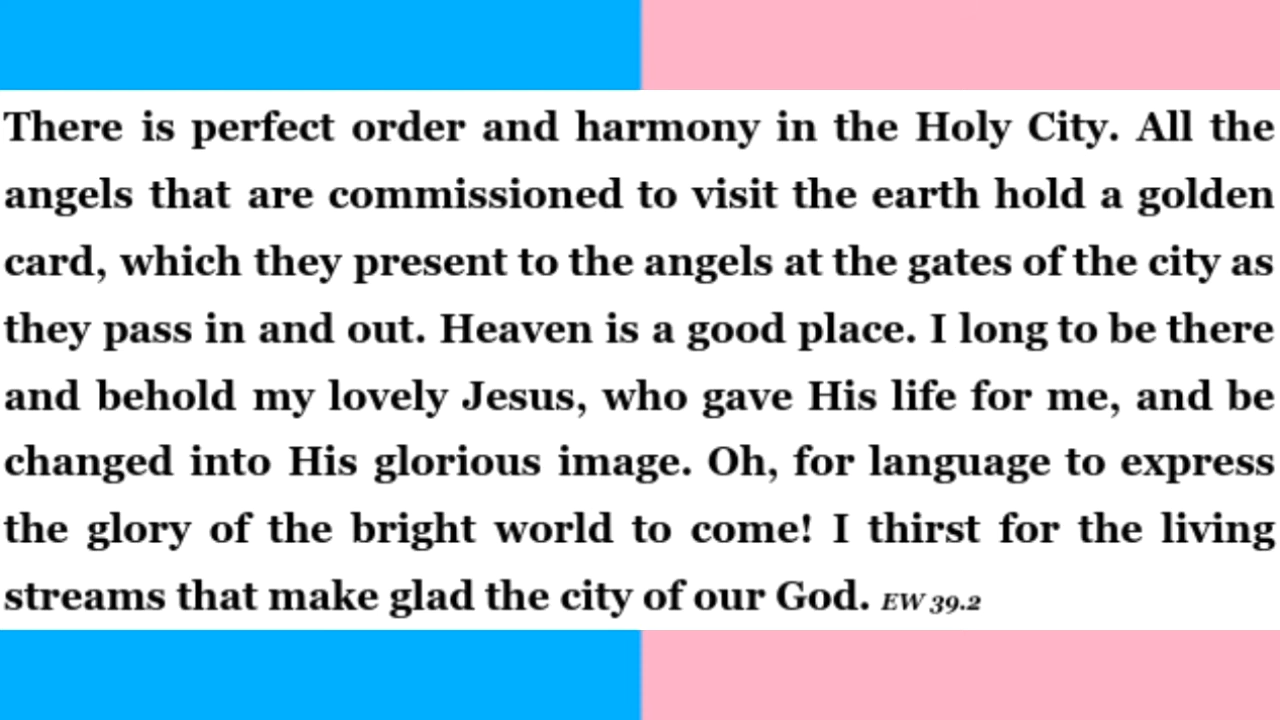 There is perfect order and harmony in the Holy City. All the
angels that are commissioned to visit the earth hold a golden
card, which they present to the angels at the gates of the city as
they pass in and out. Heaven is a good place. I long to be there
and behold my lovely Jesus, who gave His life for me, and be
changed into His glorious image. Oh, for language to express
the glory of the bright world to come! I thirst for the living
streams that make glad the city of our God. EW 39.2